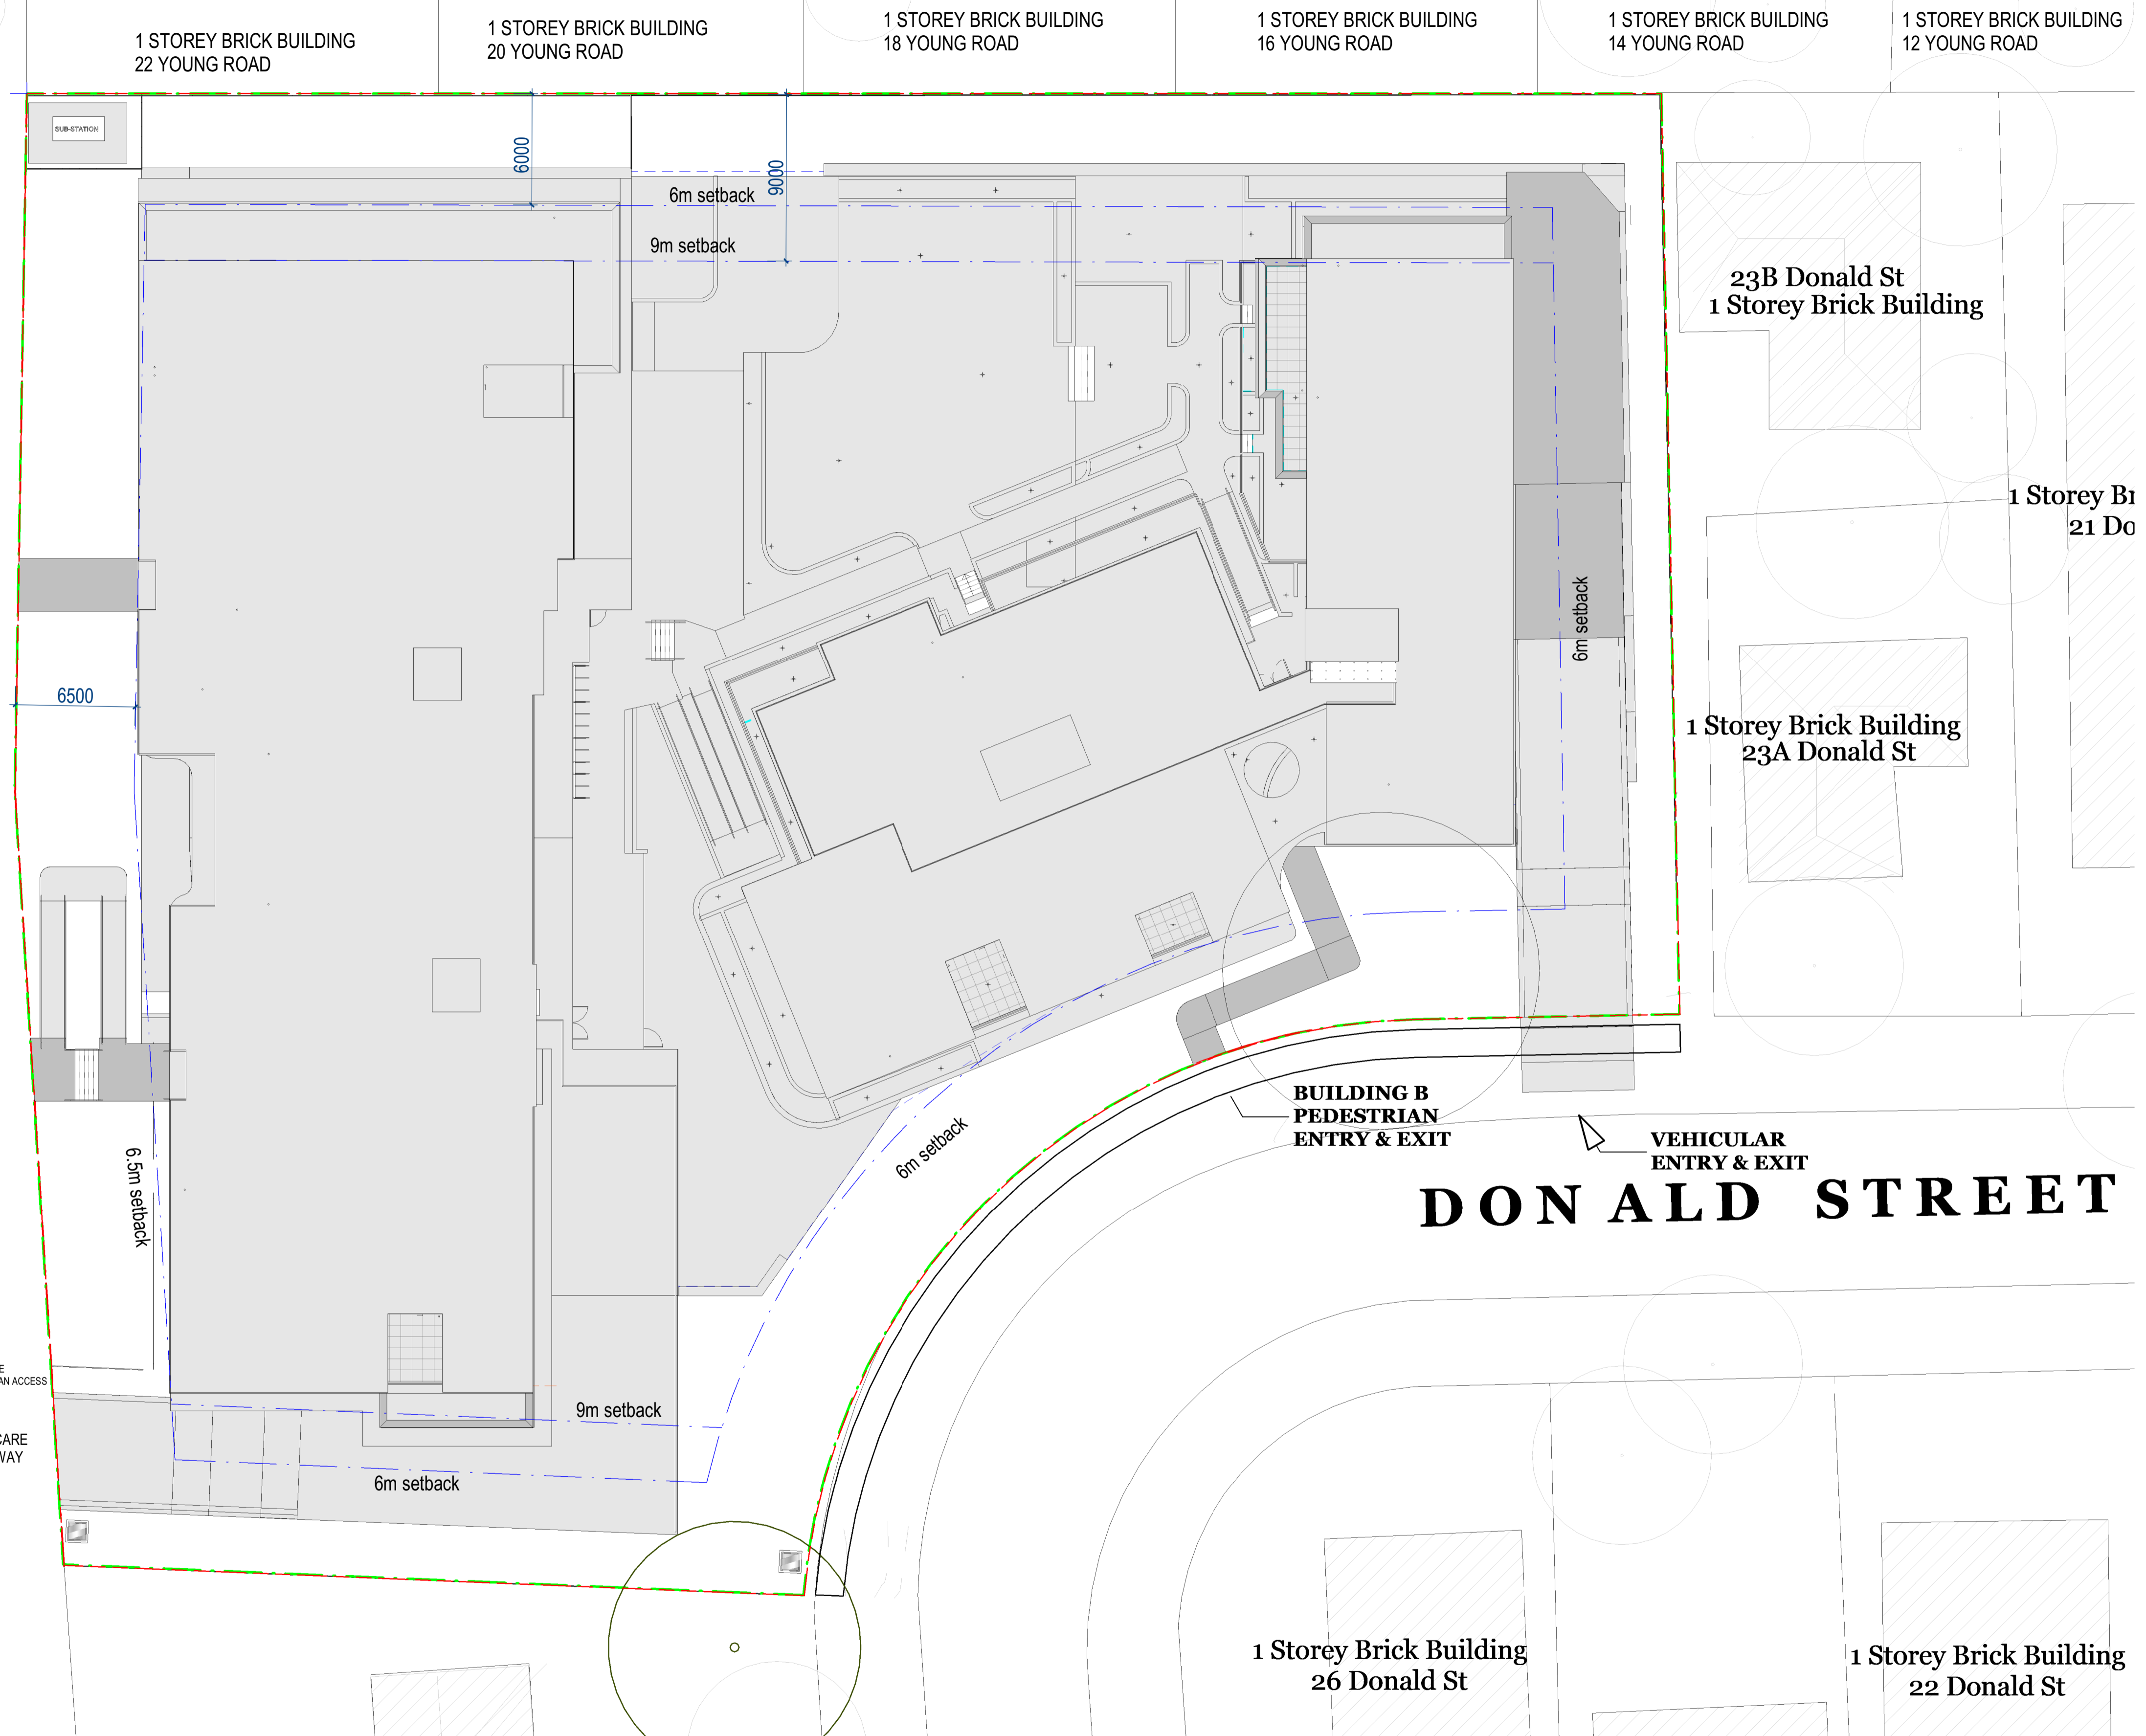 1 STOREY BRICK BUILDING
22 YOUNG ROAD
1 STOREY BRICK BUILDING
20 YOUNG ROAD
1 STOREY BRICK BUILDING
18 YOUNG ROAD
1 STOREY BRICK BUILDING
16 YOUNG ROAD
1 STOREY BRICK BUILDING
14 YOUNG ROAD
1 STOREY BRICK BUILDING
12 YOUNG ROAD
SUB-STATION
6000
9000
6m setback
9m setback
23B Donald St
1 Storey Brick Building
1 Storey Br
21 Do
6m setback
6500
1 Storey Brick Building
23A Donald St
6.5m setback
6m setback
BUILDING B
PEDESTRIAN
ENTRY & EXIT
VEHICULAR
ENTRY & EXIT
DONALD STREET
E
AN ACCESS
CARE
WAY
9m setback
6m setback
1 Storey Brick Building
26 Donald St
1 Storey Brick Building
22 Donald St